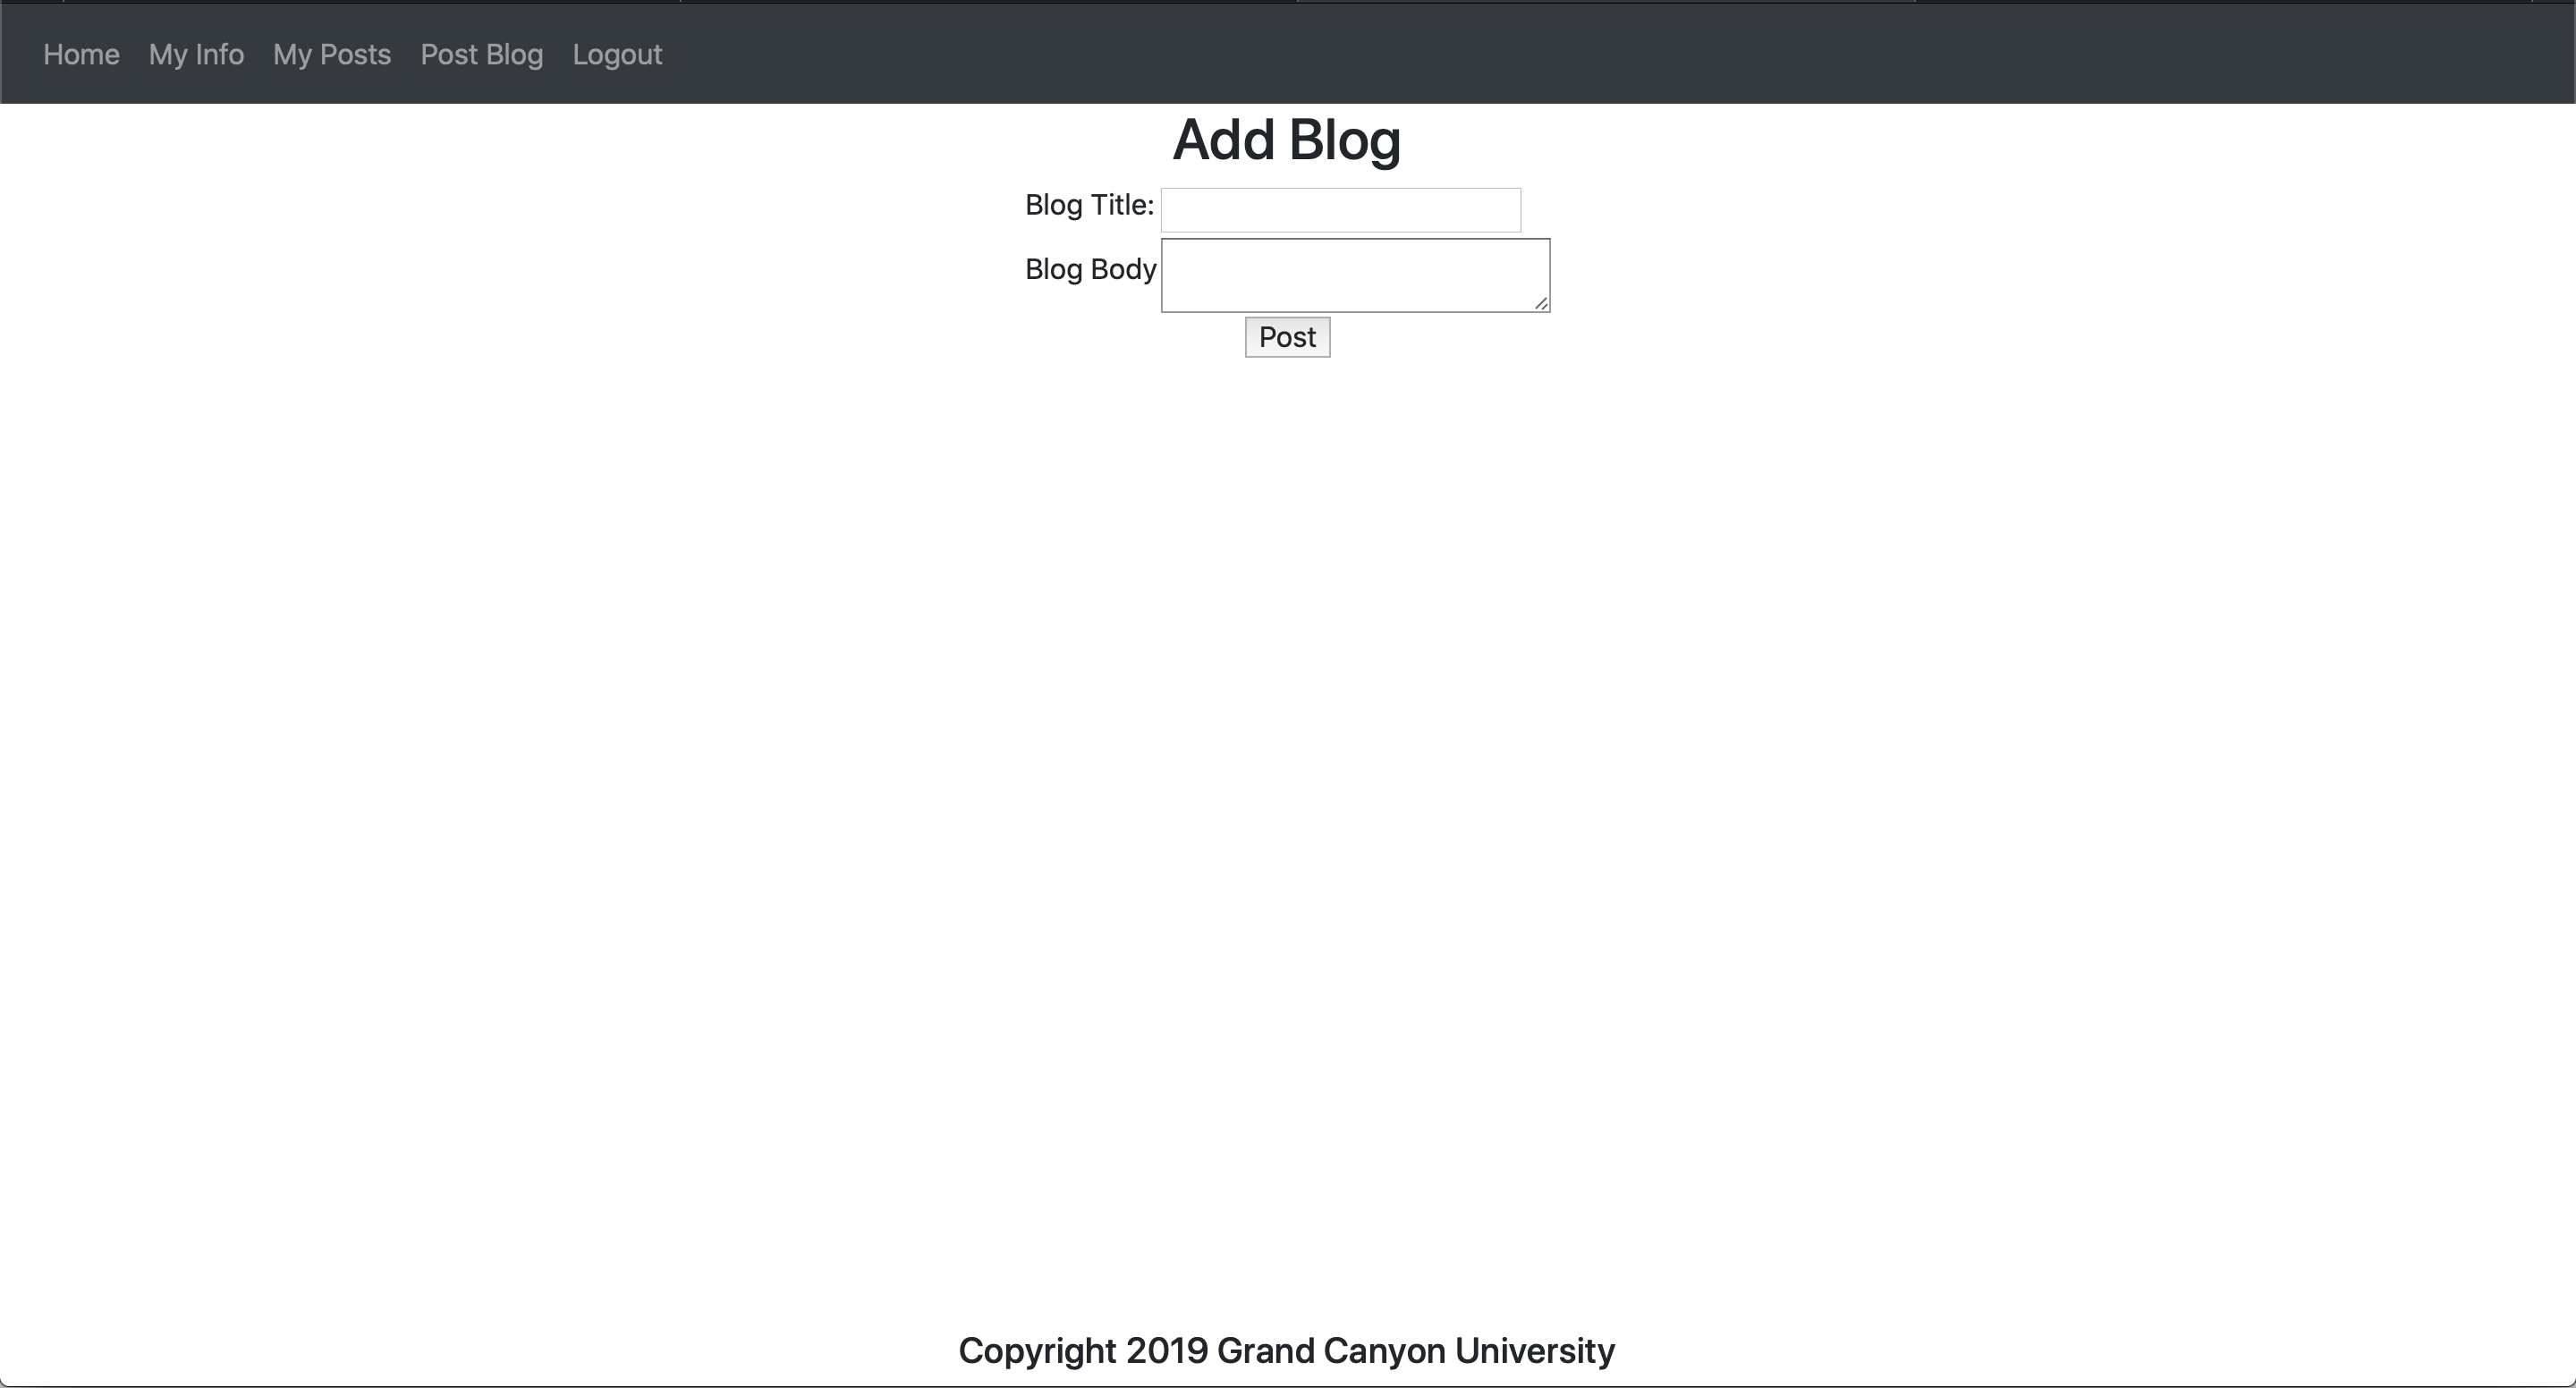 Home My Info My Posts Post Blog Logout
Add Blog
Blog Title:
Blog Body
Post
Copyright 2019 Grand Canyon University